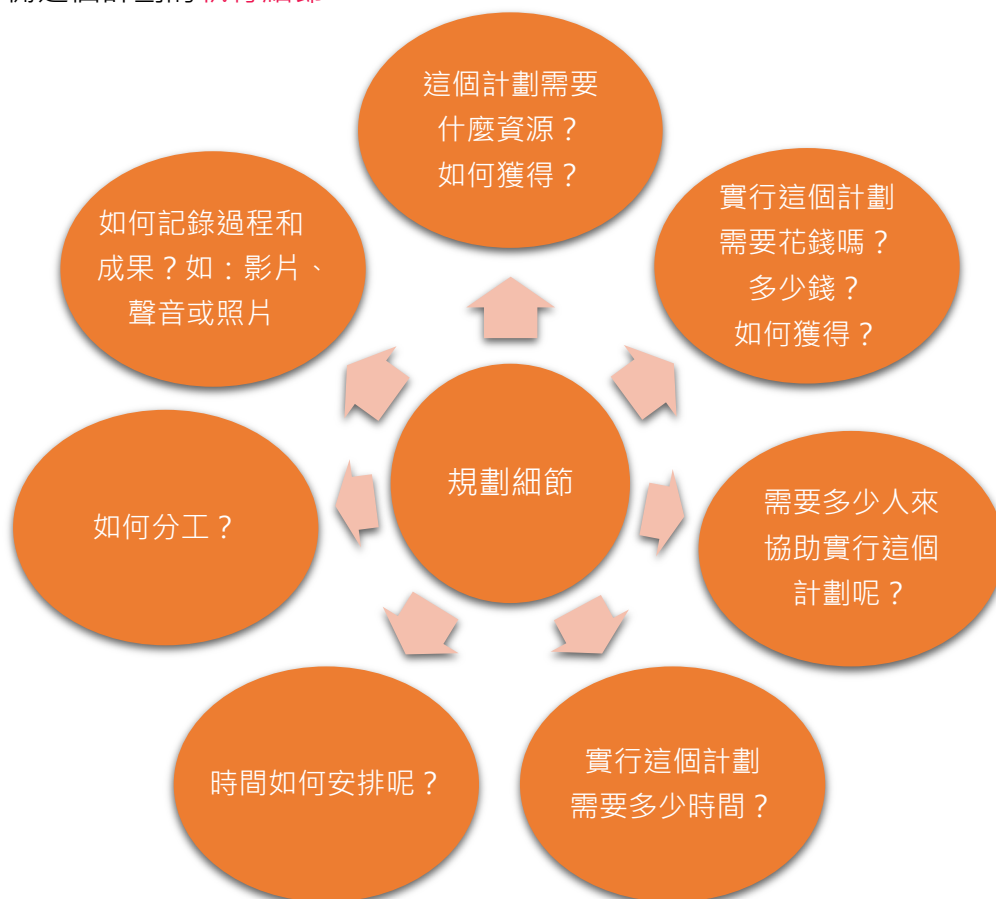 這個計劃需要
什麼資源？
如何獲得？
實行這個計劃
需要花錢嗎？
多少錢？
如何獲得？
需要多少人來
協助實行這個
計劃呢？
實行這個計劃
需要多少時間？
時間如何安排呢？
如何分工？
如何記錄過程和
成果？如：影片、
聲音或照片
規劃細節